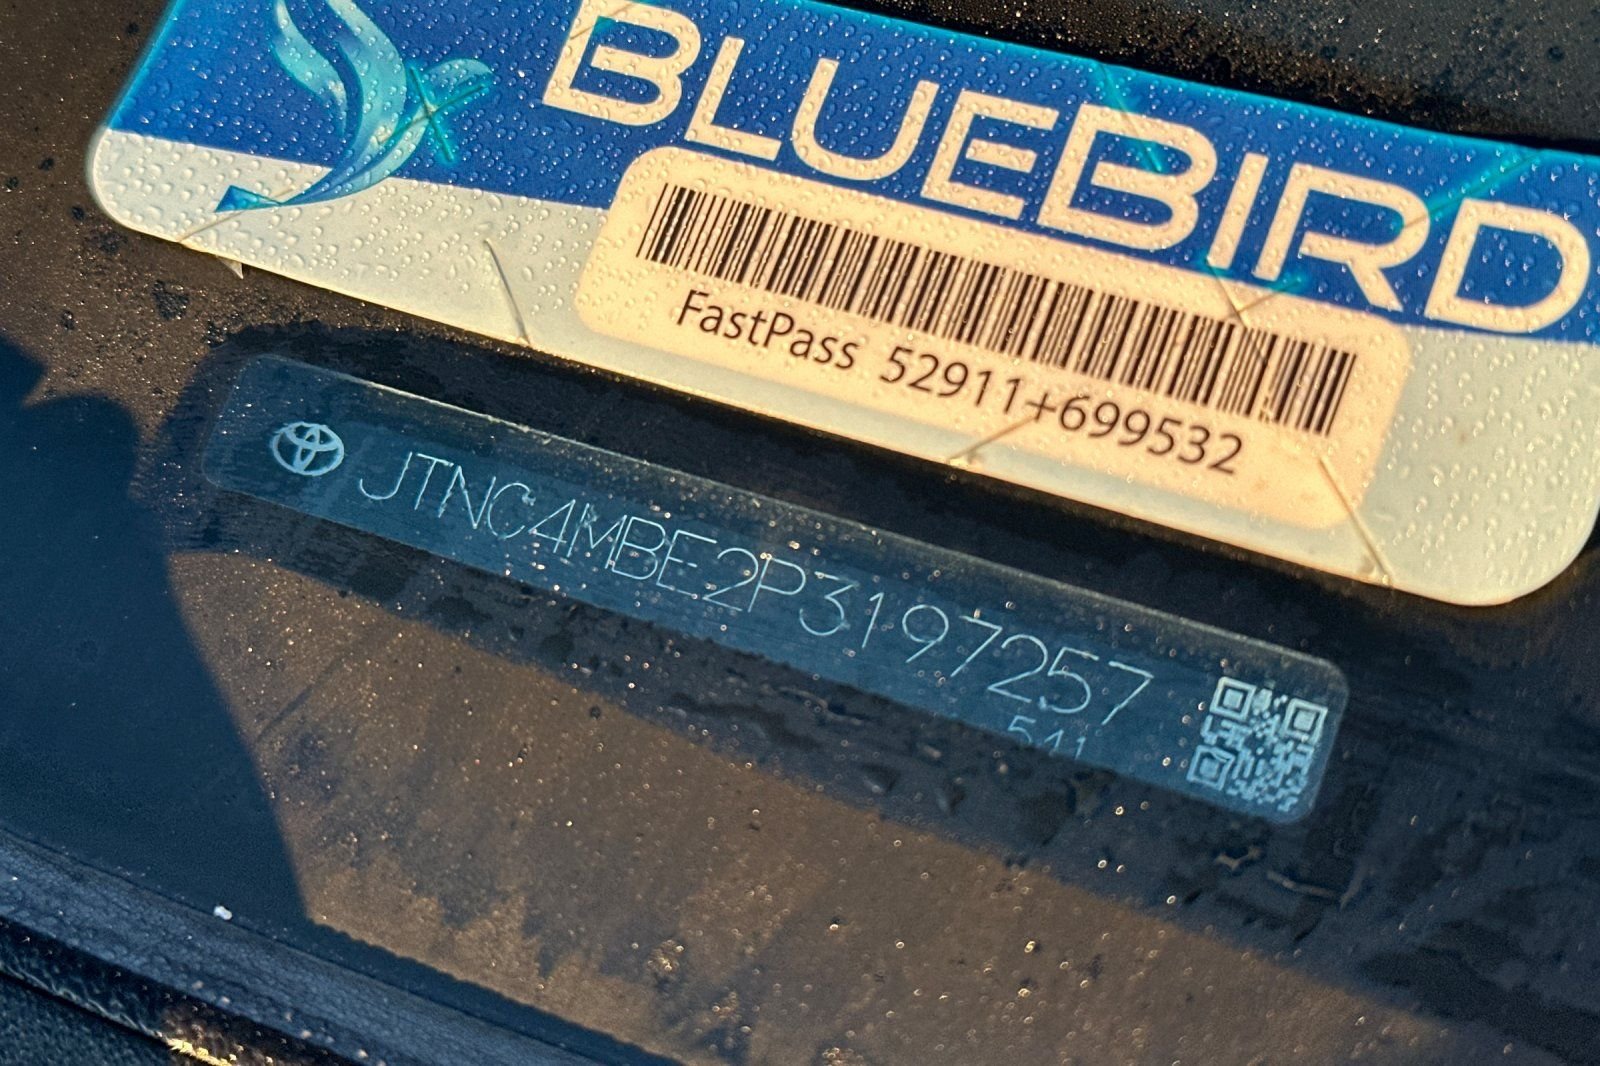 BLUEBIRD
FastPass 52911+699532
JTNC4MBE2P3197257
541